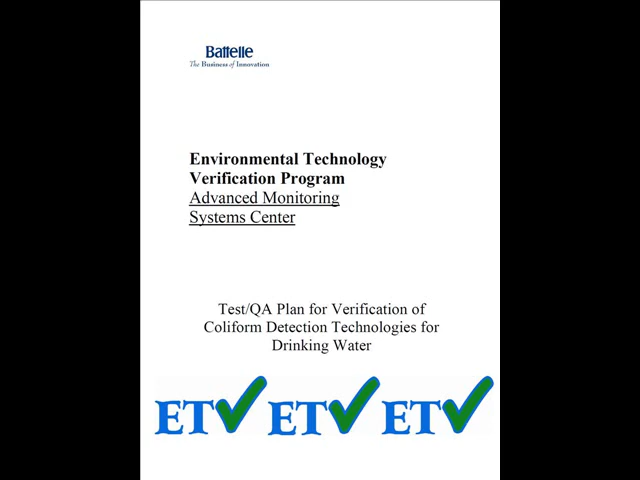 Battelle
The Business of Innovation
Environmental Technology
Verification Program
Advanced Monitoring
Systems Center
Test/QA Plan for Verification of
Coliform Detection Technologies for
Drinking Water
ETV ETV ETV